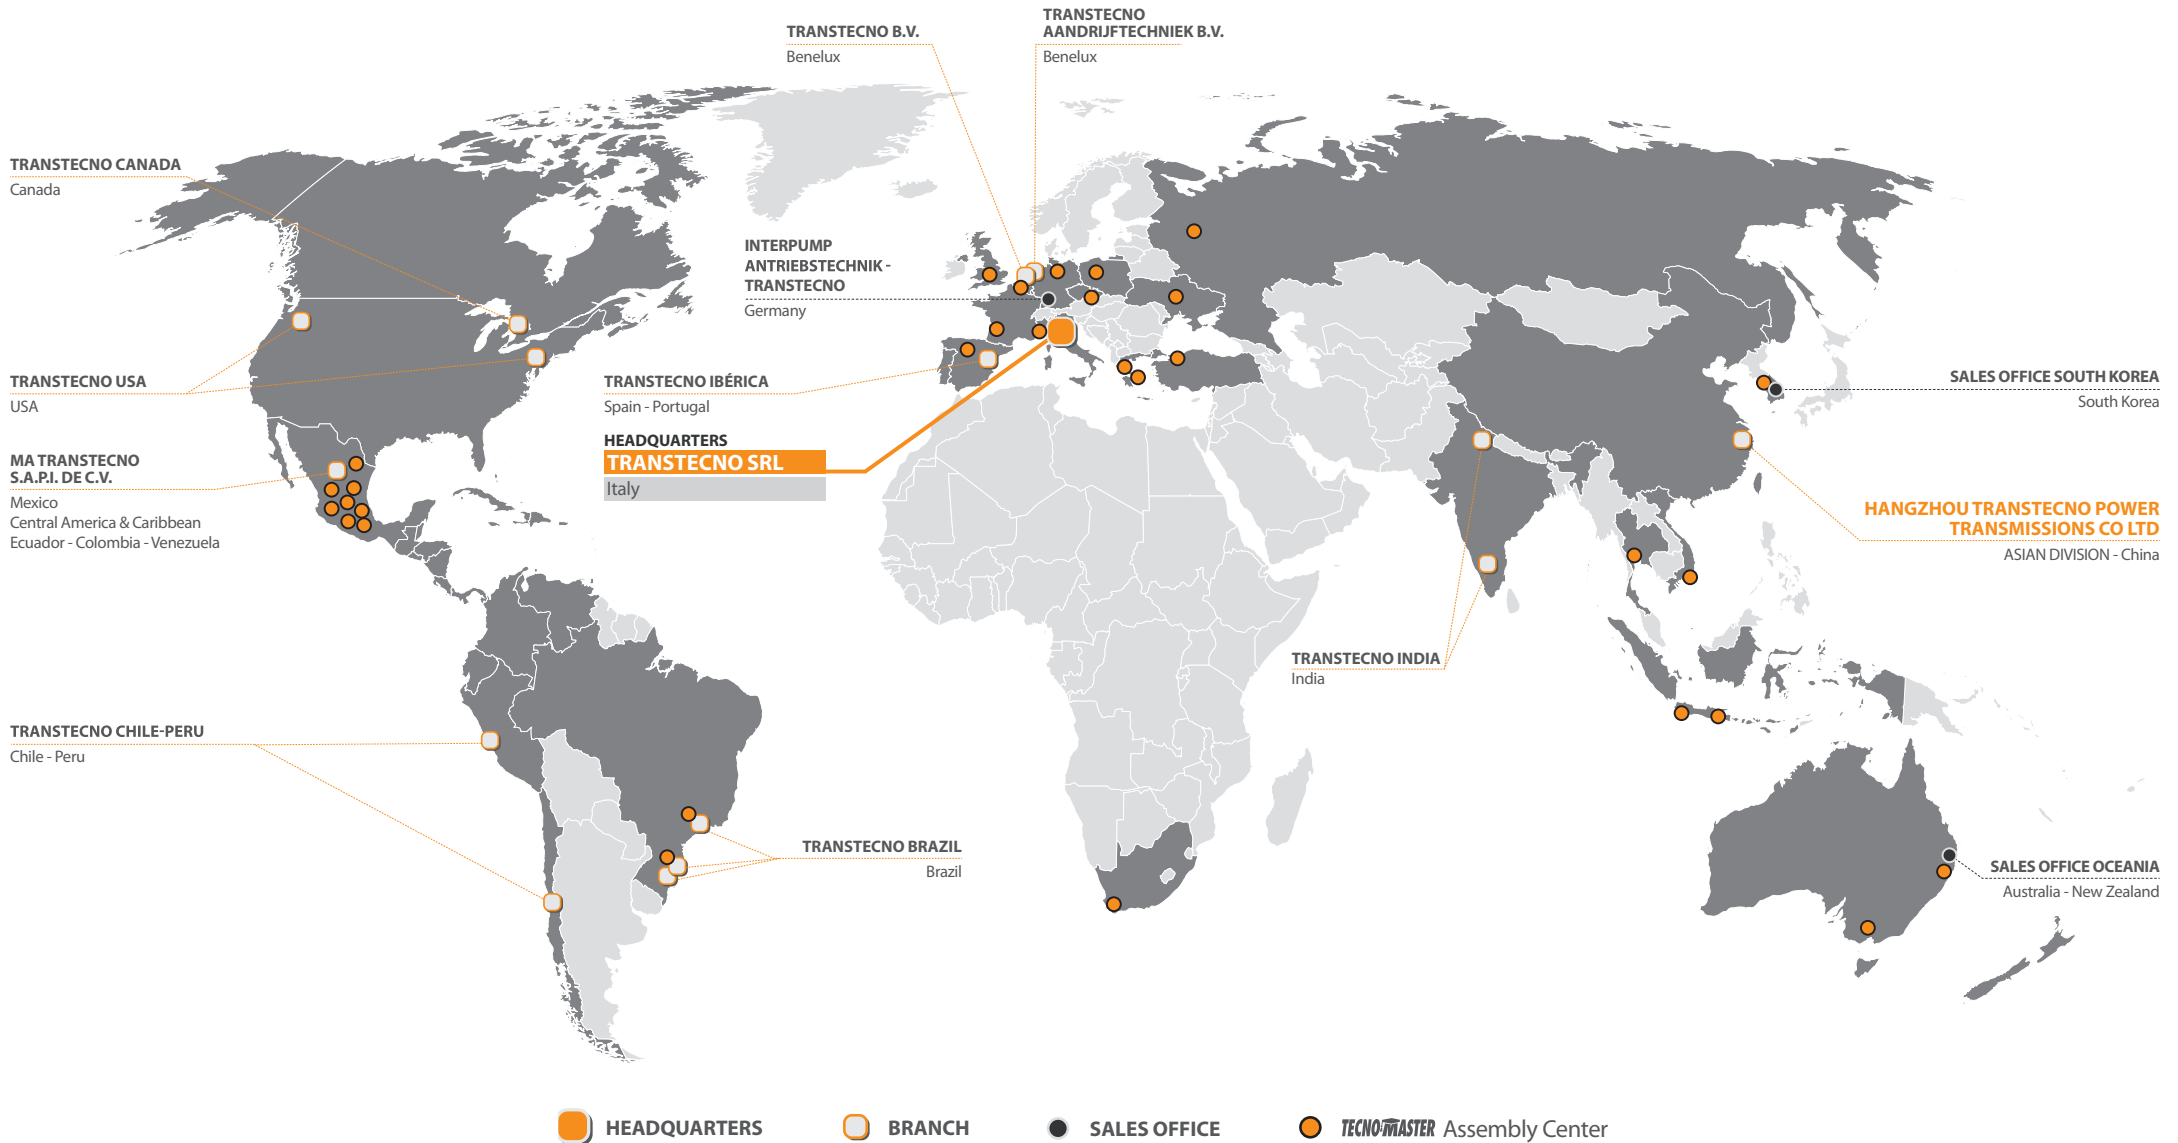 TRANSTECNO B.V.
Benelux
TRANSTECNO
AANDRIJFTECHNIEK B.V.
Benelux
TRANSTECNO CANADA
Canada
INTERPUMP
ANTRIEBSTECHNIK -
TRANSTECNO
Germany
TRANSTECNO USA
USA
TRANSTECNO IBÉRICA
Spain - Portugal
SALES OFFICE SOUTH KOREA
South Korea
HEADQUARTERS
TRANSTECNO SRL
Italy
MA TRANSTECNO
S.A.P.I. DE C.V.
Mexico
Central America & Caribbean
Ecuador - Colombia - Venezuela
HANGZHOU TRANSTECNO POWER
TRANSMISSIONS CO LTD
ASIAN DIVISION - China
TRANSTECNO INDIA
India
TRANSTECNO CHILE-PERU
Chile - Peru
TRANSTECNO BRAZIL
Brazil
SALES OFFICE OCEANIA
Australia - New Zealand
HEADQUARTERS
BRANCH
SALES OFFICE
TECNOMASTER Assembly Center